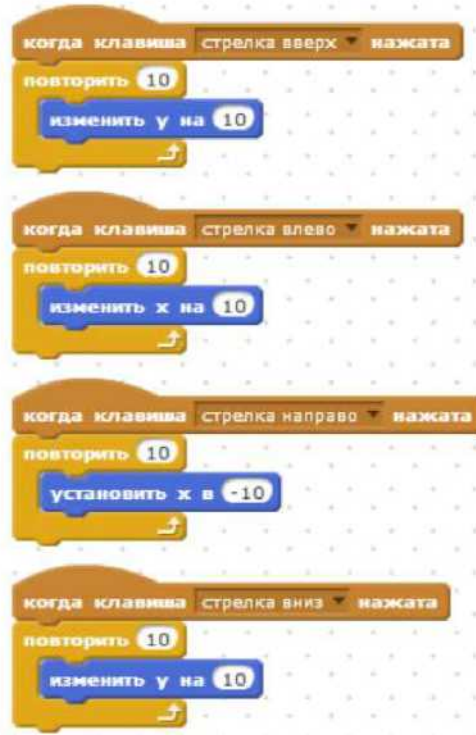 когда клавиша стрелка вверх нажата
повторить 10
изменить y на 10
когда клавиша стрелка влево нажата
повторить 10
изменить x на 10
когда клавиша стрелка направо нажата
повторить 10
установить x в -10
когда клавиша стрелка вниз нажата
повторить 10
изменить y на 10